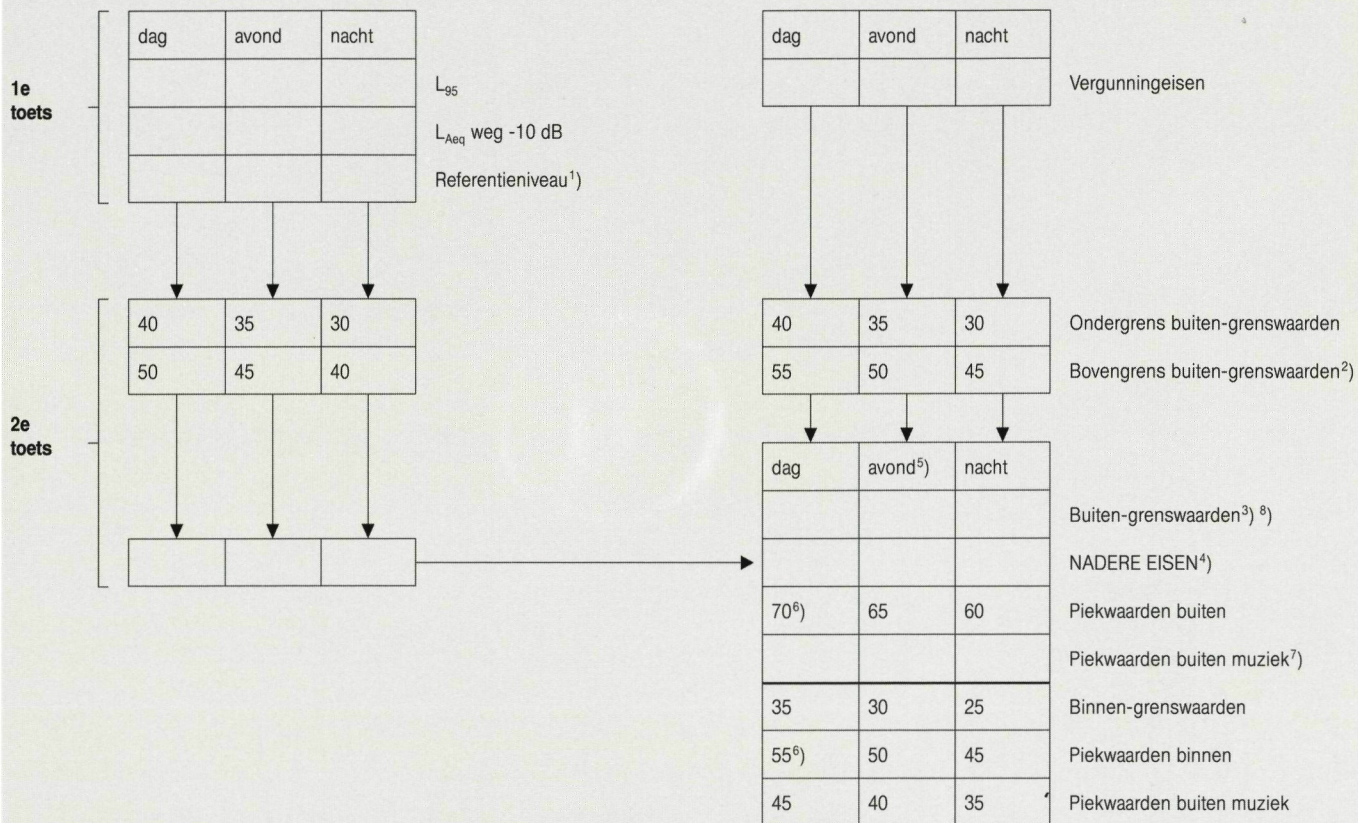 1e
toets
dag avond nacht
L95
LAeq weg -10 dB
Referentieniveau¹)
dag avond nacht
Vergunningeisen
2e
toets
40 35 30
50 45 40
40 35 30 Ondergrens buiten-grenswaarden
55 50 45 Bovengrens buiten-grenswaarden²)
dag avond⁵) nacht
Buiten-grenswaarden³) ⁸)
NADERE EISEN⁴)
70⁶) 65 60 Piekwaarden buiten
Piekwaarden buiten muziek⁷)
35 30 25 Binnen-grenswaarden
55⁶) 50 45 Piekwaarden binnen
45 40 35 Piekwaarden buiten muziek